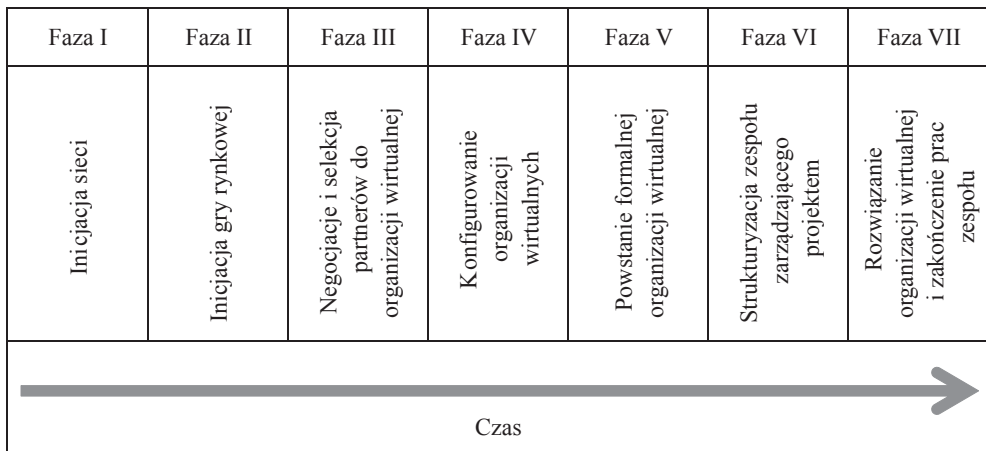 Faza I
Faza II
Faza III
Faza IV
Faza V
Faza VI
Faza VII
Inicjacja sieci
Inicjacja gry rynkowej
Negocjacje i selekcja
partnerów do
organizacji wirtualnej
Konfigurowanie
organizacji
wirtualnych
Powstanie formalnej
organizacji wirtualnej
Strukturyzacja zespołu
zarządzającego
projektem
Rozwiązanie
organizacji wirtualnej
i zakończenie prac
zespołu
Czas